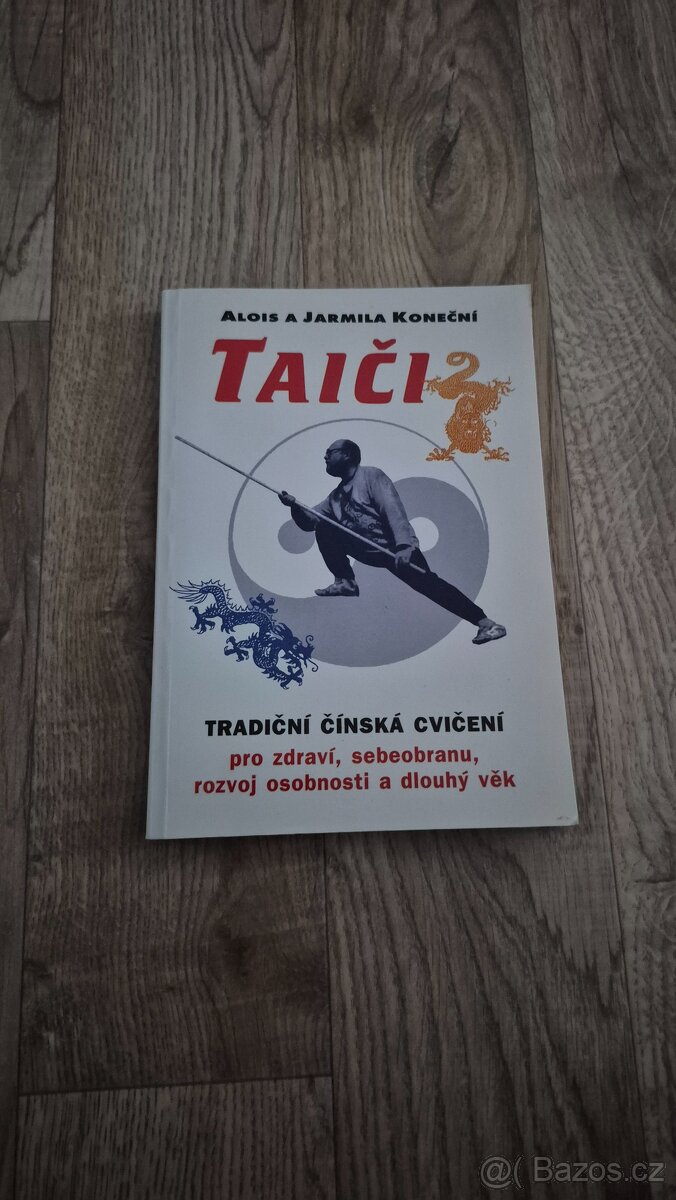 ALOIS A JARMILA KONEČNÍ
TAIČI
TRADIČNÍ ČÍNSKÁ CVIČENÍ
pro zdraví, sebeobranu,
rozvoj osobnosti a dlouhý věk
@( Bazos.cz